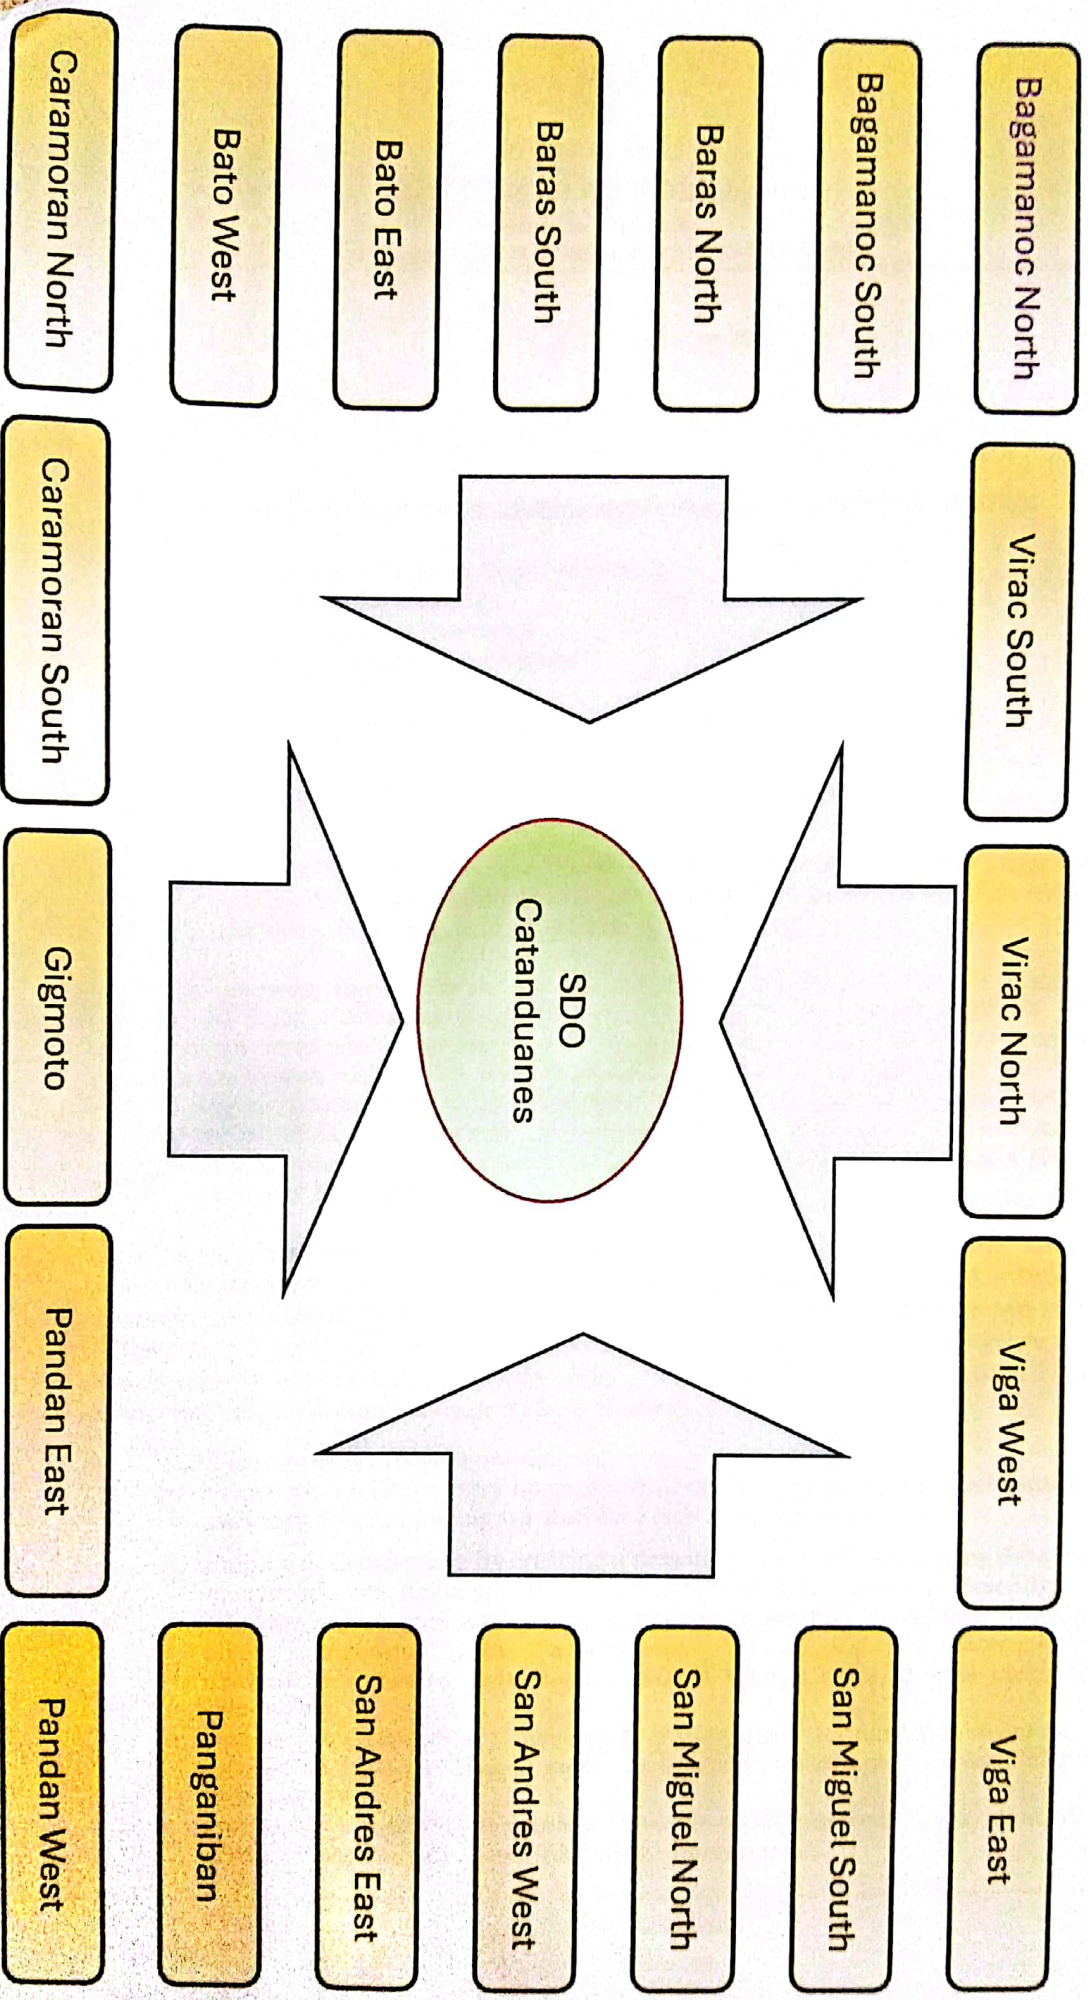 Bagamanoc North
Virac South
Virac North
Viga West
Viga East
Bagamanoc South
San Miguel South
Baras North
San Miguel North
SDO
Catanduanes
Baras South
San Andres West
Bato East
San Andres East
Bato West
Panganiban
Caramoran North
Caramoran South
Gigmoto
Pandan East
Pandan West